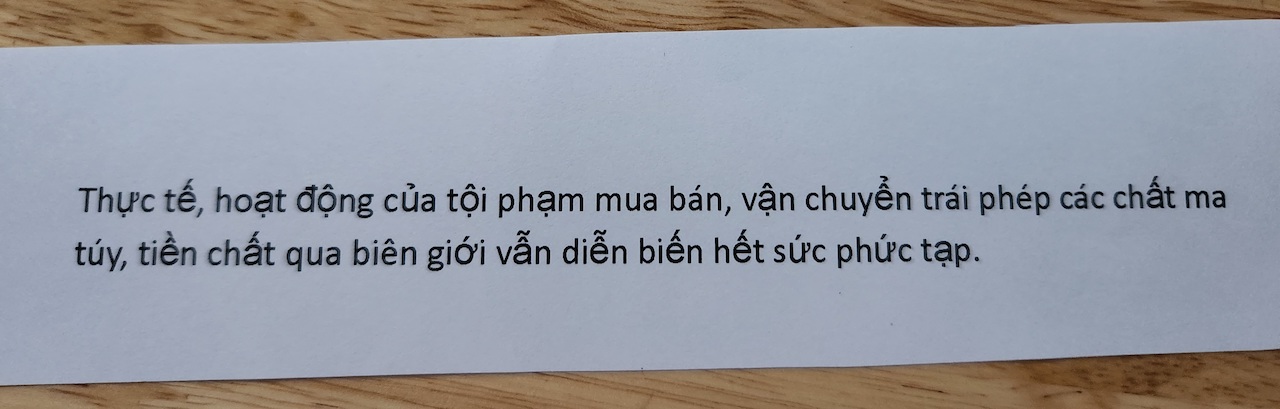 Thực tế, hoạt động của tội phạm mua bán, vận chuyển trái phép các chất ma
túy, tiền chất qua biên giới vẫn diễn biến hết sức phức tạp.